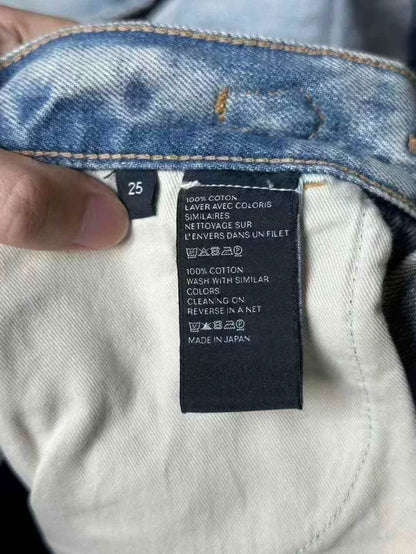 25
100% COTON
LAVER AVEC COLORIS
SIMILAIRES
NETTOYAGE SUR
L'ENVERS DANS UN FILET
100% COTTON
WASH WITH SIMILAR
COLORS
CLEANING ON
REVERSE IN A NET
MADE IN JAPAN